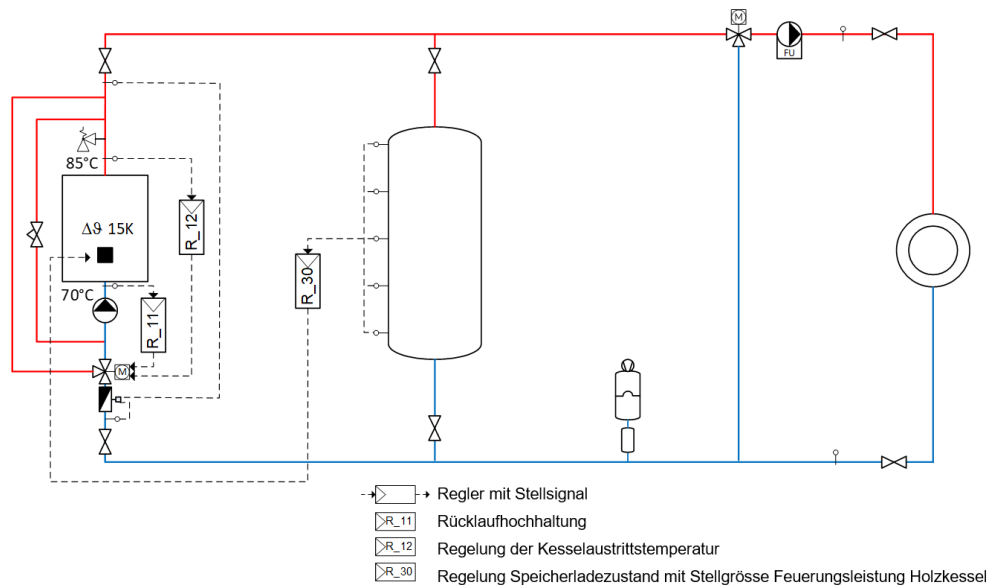 M
FU
85°C
Δϑ 15K
R_12
R_30
70°C
R_11
M
Regler mit Stellsignal
R_11 Rücklaufhochhaltung
R_12 Regelung der Kesselaustrittstemperatur
R_30 Regelung Speicherladezustand mit Stellgrösse Feuerungsleistung Holzkessel